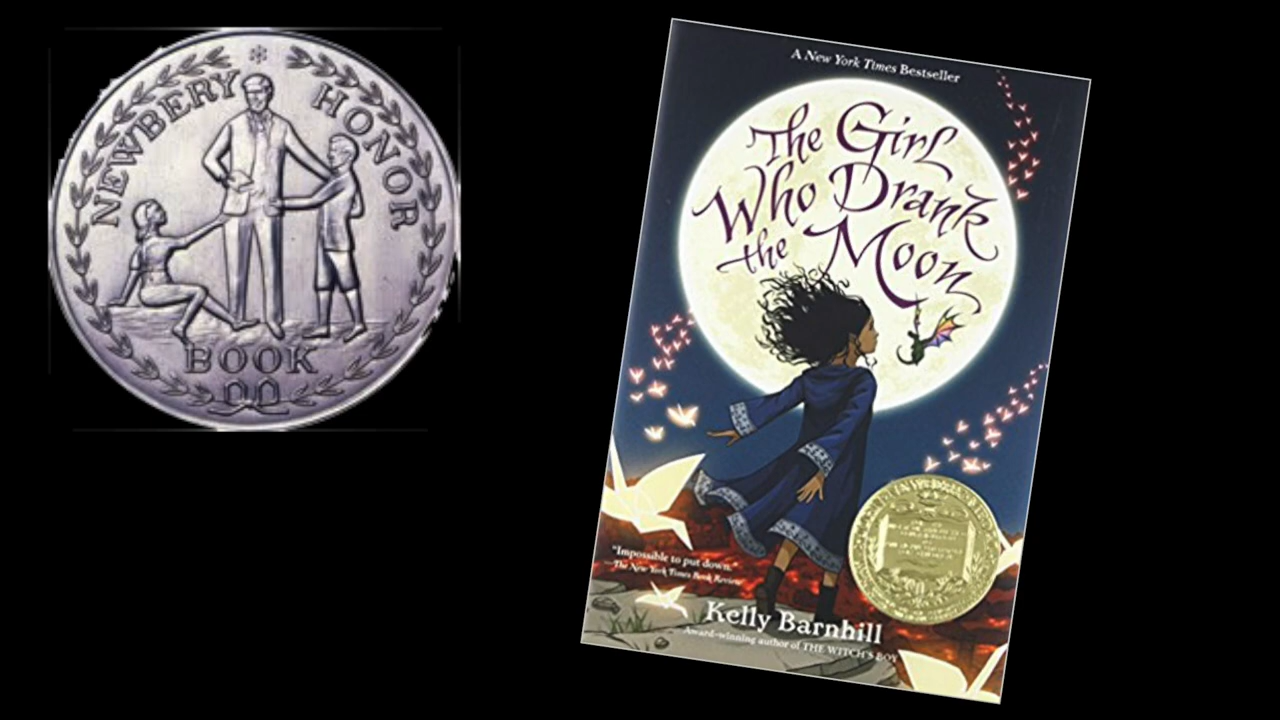 NEWBERY HONOR
BOOK
A New York Times Bestseller
The Girl
Who Drank
the Moon
"Impossible to put down."
The New York Times Book Review
Kelly Barnhill
Award-winning author of THE WITCH'S BOY